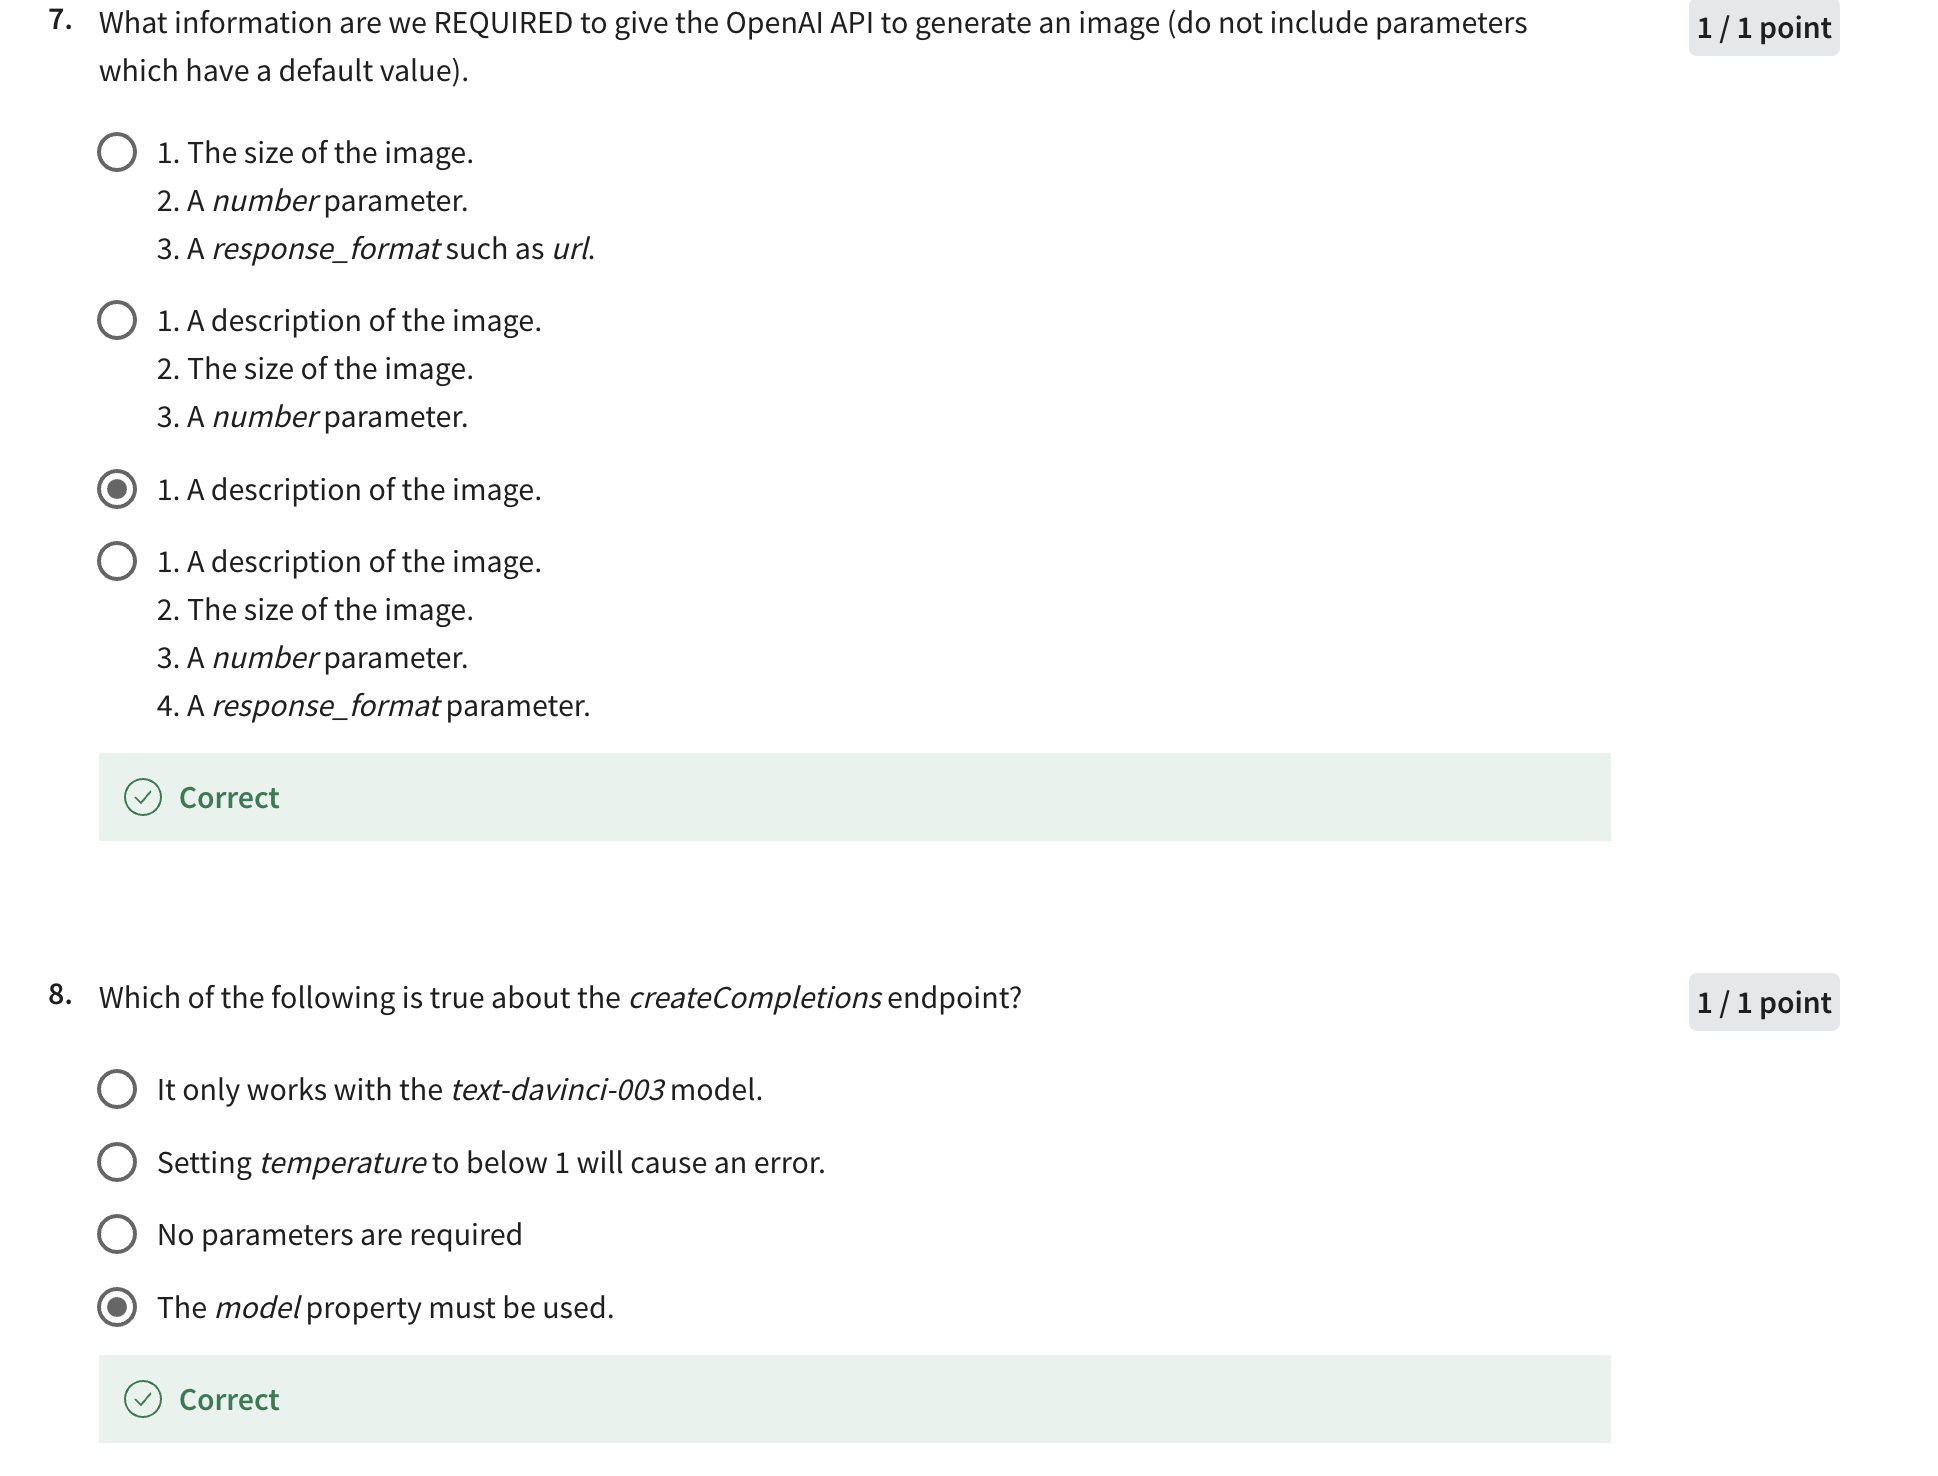 7. What information are we REQUIRED to give the OpenAI API to generate an image (do not include parameters
which have a default value).
1 / 1 point
1. The size of the image.
2. A number parameter.
3. A response_format such as url.
1. A description of the image.
2. The size of the image.
3. A number parameter.
1. A description of the image.
1. A description of the image.
2. The size of the image.
3. A number parameter.
4. A response_format parameter.
Correct
8. Which of the following is true about the createCompletions endpoint?
1 / 1 point
It only works with the text-davinci-003 model.
Setting temperature to below 1 will cause an error.
No parameters are required
The model property must be used.
Correct